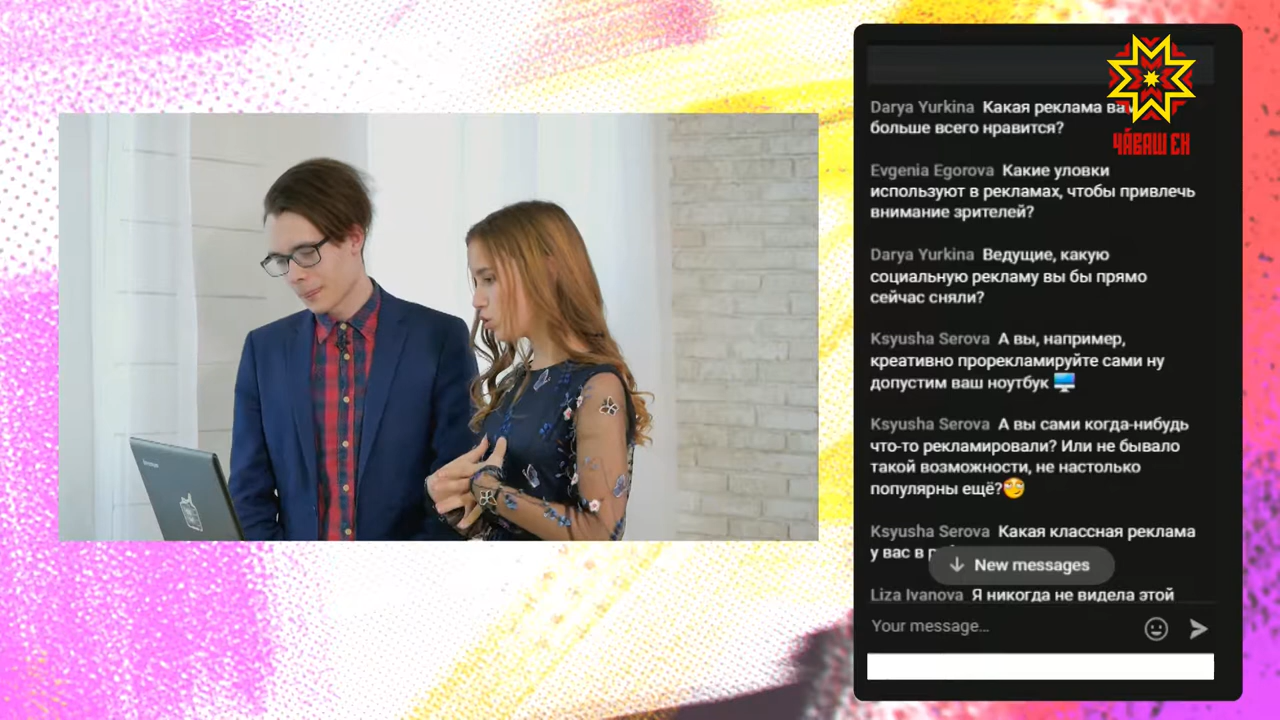 Darya Yurkina Какая реклама
больше всего нравится?
ЧӐВАШ ЕН
Evgenia Egorova Какие уловки
используют в рекламах, чтобы привлечь
внимание зрителей?
Darya Yurkina Ведущие, какую
социальную рекламу вы бы прямо
сейчас сняли?
Ksyusha Serova А вы, например,
креативно прорекламируйте сами ну
допустим ваш ноутбук
Ksyusha Serova А вы сами когда-нибудь
что-то рекламировали? Или не бывало
такой возможности, не настолько
популярны ещё?
Ksyusha Serova Какая классная реклама
у вас в
New messages
Liza Ivanova Я никогда не видела этой
Your message...